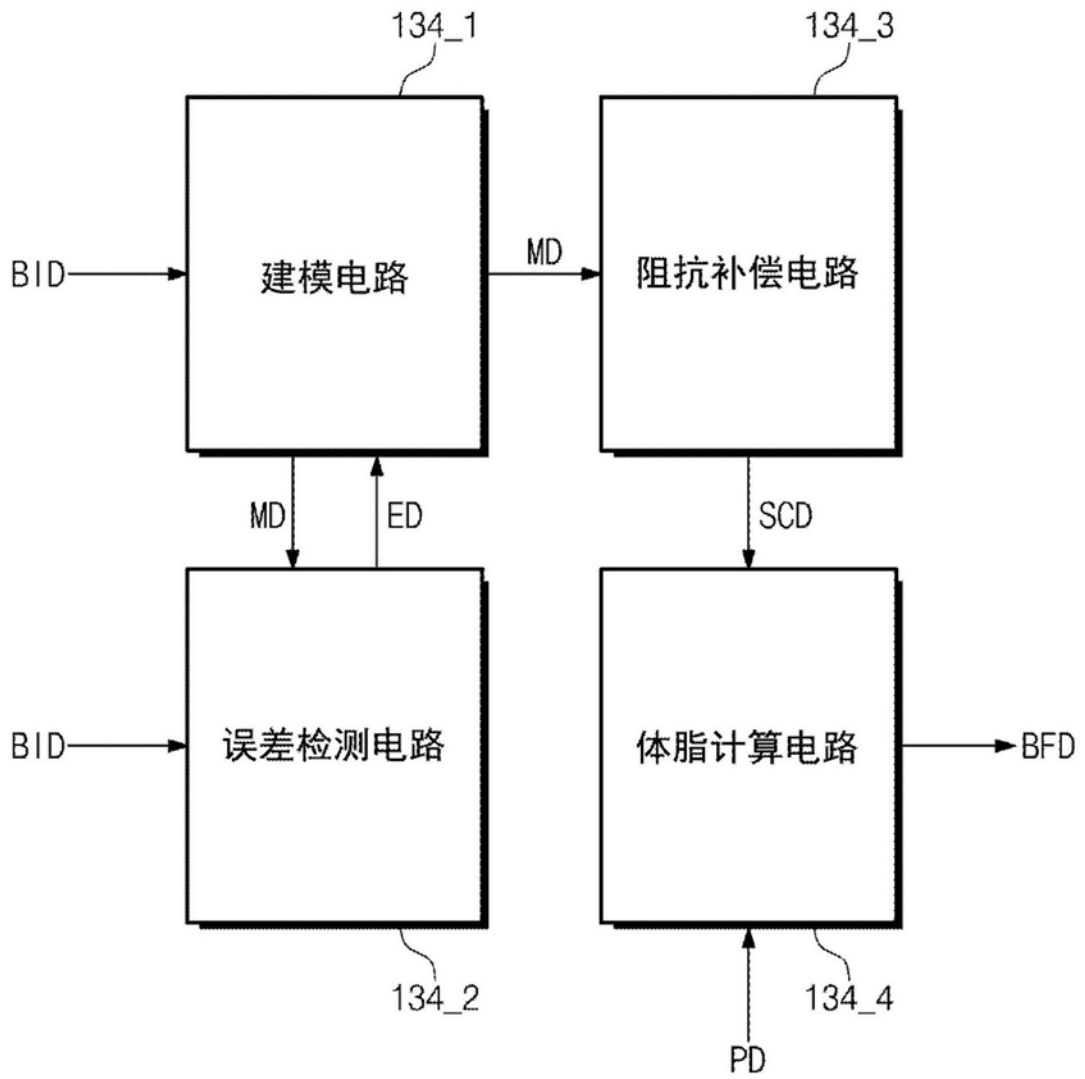 134_1
134_3
BID
建模电路
MD
阻抗补偿电路
MD
ED
SCD
BID
误差检测电路
体脂计算电路
BFD
134_2
134_4
PD